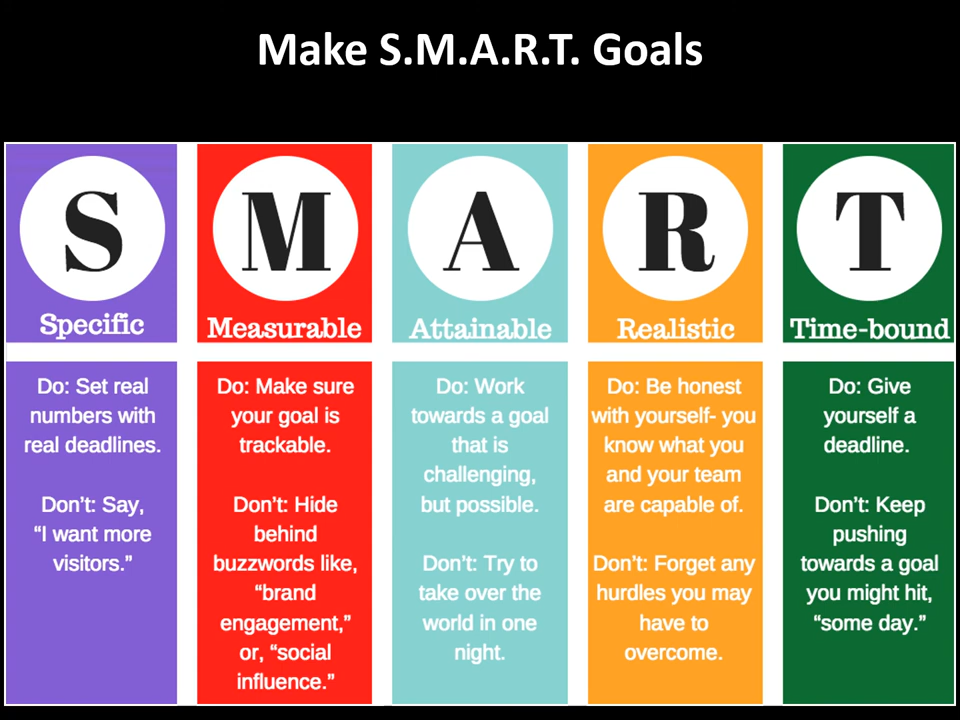 Make S.M.A.R.T. Goals
S
Specific
Do: Set real
numbers with
real deadlines.
Don't: Say,
“I want more
visitors.”
M
Measurable
Do: Make sure
your goal is
trackable.
Don't: Hide
behind
buzzwords like,
“brand
engagement,”
or, “social
influence.”
A
Attainable
Do: Work
towards a goal
that is
challenging,
but possible.
Don't: Try to
take over the
world in one
night.
R
Realistic
Do: Be honest
with yourself- you
know what you
and your team
are capable of.
Don't: Forget any
hurdles you may
have to
overcome.
T
Time-bound
Do: Give
yourself a
deadline.
Don't: Keep
pushing
towards a goal
you might hit,
“some day.”